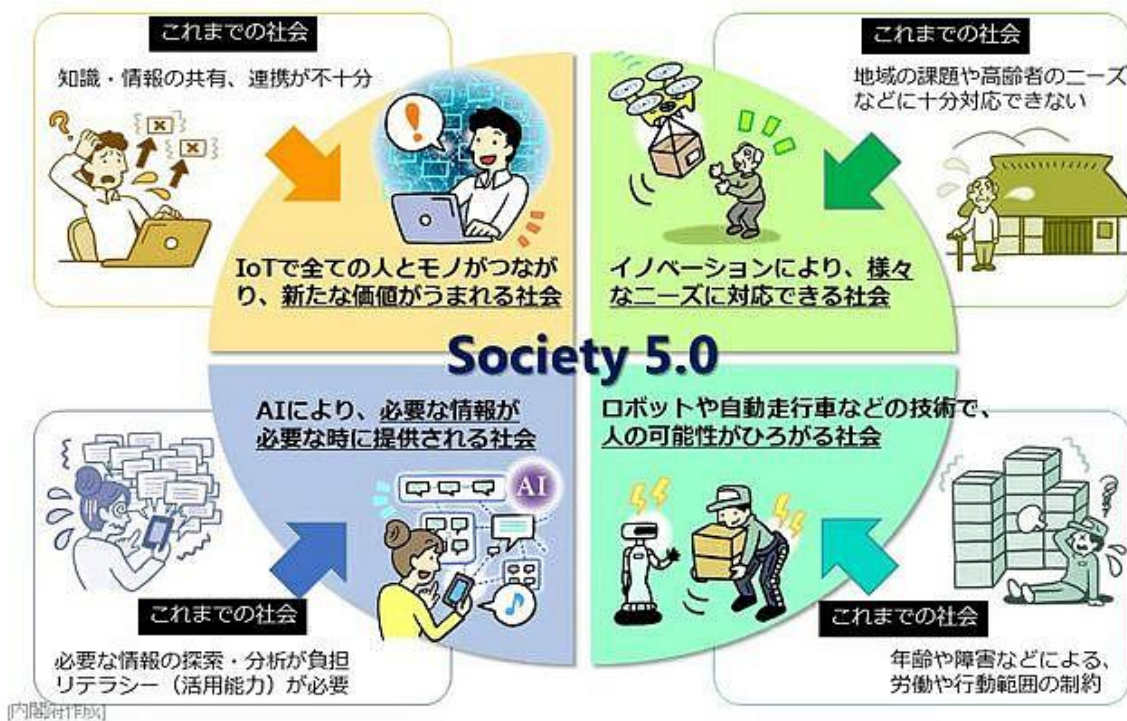 これまでの社会
知識・情報の共有、連携が不十分
IoTで全ての人とモノがつなが
り、新たな価値がうまれる社会
これまでの社会
地域の課題や高齢者のニーズ
などに十分対応できない
イノベーションにより、様々
なニーズに対応できる社会
Society 5.0
AIにより、必要な情報が
必要な時に提供される社会
AI
これまでの社会
必要な情報の探索・分析が負担
リテラシー（活用能力）が必要
ロボットや自動走行車などの技術で、
人の可能性がひろがる社会
これまでの社会
年齢や障害などによる、
労働や行動範囲の制約
[内閣府作成]